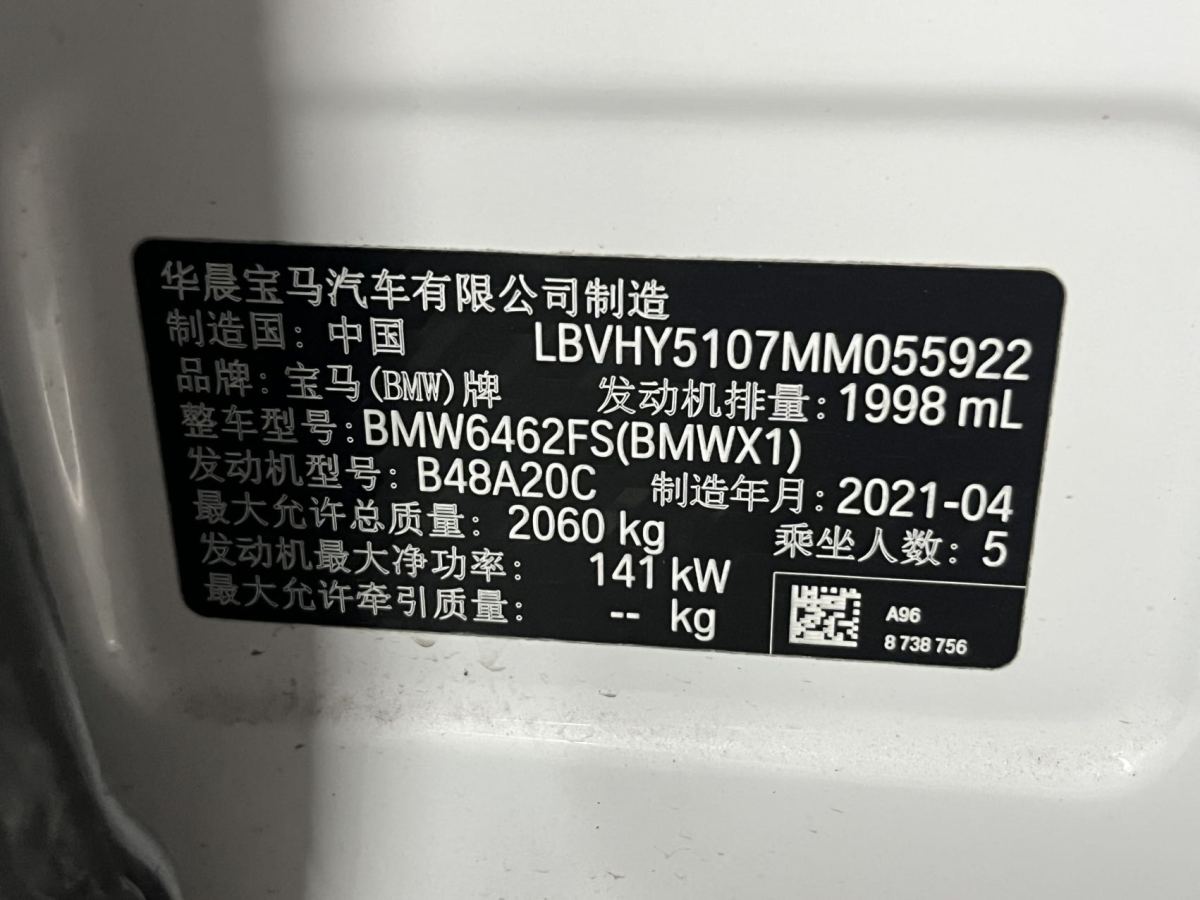 华晨宝马汽车有限公司制造
制造国: 中国 LBVHY5107MM055922
品牌: 宝马(BMW)牌 发动机排量: 1998 mL
整车型号: BMW6462FS(BMWX1)
发动机型号: B48A20C 制造年月: 2021-04
最大允许总质量: 2060 kg 乘坐人数: 5
发动机最大净功率: 141 kW
最大允许牵引质量: -- kg
A96
8 738 756